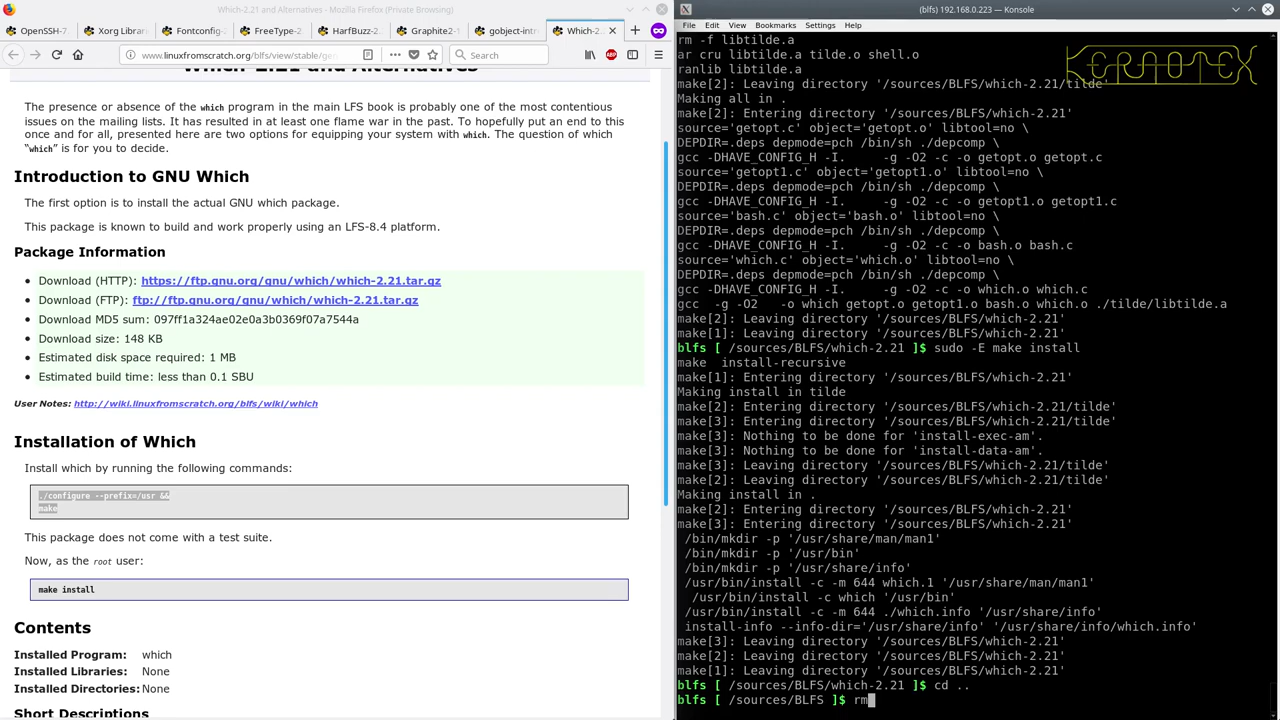 Which-2.21 and Alternatives - Mozilla Firefox (Private Browsing)
OpenSSH-7
Xorg Librar
Fontconfig-
FreeType-2
HarfBuzz-2
Graphite2-
gobject-intr
Which-2.
www.linuxfromscratch.org/blfs/view/stable/ge
Search
Which-2.21 and Alternatives
The presence or absence of the which program in the main LFS book is probably one of the most contentious
issues on the mailing lists. It has resulted in at least one flame war in the past. To hopefully put an end to this
once and for all, presented here are two options for equipping your system with which. The question of which
“which” is for you to decide.
Introduction to GNU Which
The first option is to install the actual GNU which package.
This package is known to build and work properly using an LFS-8.4 platform.
Package Information
Download (HTTP): https://ftp.gnu.org/gnu/which/which-2.21.tar.gz
Download (FTP): ftp://ftp.gnu.org/gnu/which/which-2.21.tar.gz
Download MD5 sum: 097ff1a324ae02e0a3b0369f07a7544a
Download size: 148 KB
Estimated disk space required: 1 MB
Estimated build time: less than 0.1 SBU
User Notes: http://wiki.linuxfromscratch.org/blfs/wiki/which
Installation of Which
Install which by running the following commands:
./configure --prefix=/usr &&
make
This package does not come with a test suite.
Now, as the root user:
make install
Contents
Installed Program: which
Installed Libraries: None
Installed Directories: None
Short Descriptions
(blfs) 192.168.0.223 — Konsole
File Edit View Bookmarks Settings Help
KERAOTEX
rm -f libtilde.a
ar cru libtilde.a tilde.o shell.o
ranlib libtilde.a
make[2]: Leaving directory '/sources/BLFS/which-2.21/tilde'
Making all in .
make[2]: Entering directory '/sources/BLFS/which-2.21'
source='getopt.c' object='getopt.o' libtool=no \
DEPDIR=.deps depmode=pch /bin/sh ./depcomp \
gcc -DHAVE_CONFIG_H -I. -g -O2 -c -o getopt.o getopt.c
source='getopt1.c' object='getopt1.o' libtool=no \
DEPDIR=.deps depmode=pch /bin/sh ./depcomp \
gcc -DHAVE_CONFIG_H -I. -g -O2 -c -o getopt1.o getopt1.c
source='bash.c' object='bash.o' libtool=no \
DEPDIR=.deps depmode=pch /bin/sh ./depcomp \
gcc -DHAVE_CONFIG_H -I. -g -O2 -c -o bash.o bash.c
source='which.c' object='which.o' libtool=no \
DEPDIR=.deps depmode=pch /bin/sh ./depcomp \
gcc -DHAVE_CONFIG_H -I. -g -O2 -c -o which.o which.c
gcc -g -O2 -o which getopt.o getopt1.o bash.o which.o ./tilde/libtilde.a
make[2]: Leaving directory '/sources/BLFS/which-2.21'
make[1]: Leaving directory '/sources/BLFS/which-2.21'
blfs [ /sources/BLFS/which-2.21 ]$ sudo -E make install
make install-recursive
make[1]: Entering directory '/sources/BLFS/which-2.21'
Making install in tilde
make[2]: Entering directory '/sources/BLFS/which-2.21/tilde'
make[3]: Entering directory '/sources/BLFS/which-2.21/tilde'
make[3]: Nothing to be done for 'install-exec-am'.
make[3]: Nothing to be done for 'install-data-am'.
make[3]: Leaving directory '/sources/BLFS/which-2.21/tilde'
make[2]: Leaving directory '/sources/BLFS/which-2.21/tilde'
Making install in .
make[2]: Entering directory '/sources/BLFS/which-2.21'
make[3]: Entering directory '/sources/BLFS/which-2.21'
/bin/mkdir -p '/usr/share/man/man1'
/bin/mkdir -p '/usr/bin'
/bin/mkdir -p '/usr/share/info'
/usr/bin/install -c -m 644 which.1 '/usr/share/man/man1'
/usr/bin/install -c which '/usr/bin'
/usr/bin/install -c -m 644 ./which.info '/usr/share/info'
install-info --info-dir='/usr/share/info' '/usr/share/info/which.info'
make[3]: Leaving directory '/sources/BLFS/which-2.21'
make[2]: Leaving directory '/sources/BLFS/which-2.21'
make[1]: Leaving directory '/sources/BLFS/which-2.21'
blfs [ /sources/BLFS/which-2.21 ]$ cd ..
blfs [ /sources/BLFS ]$ rm